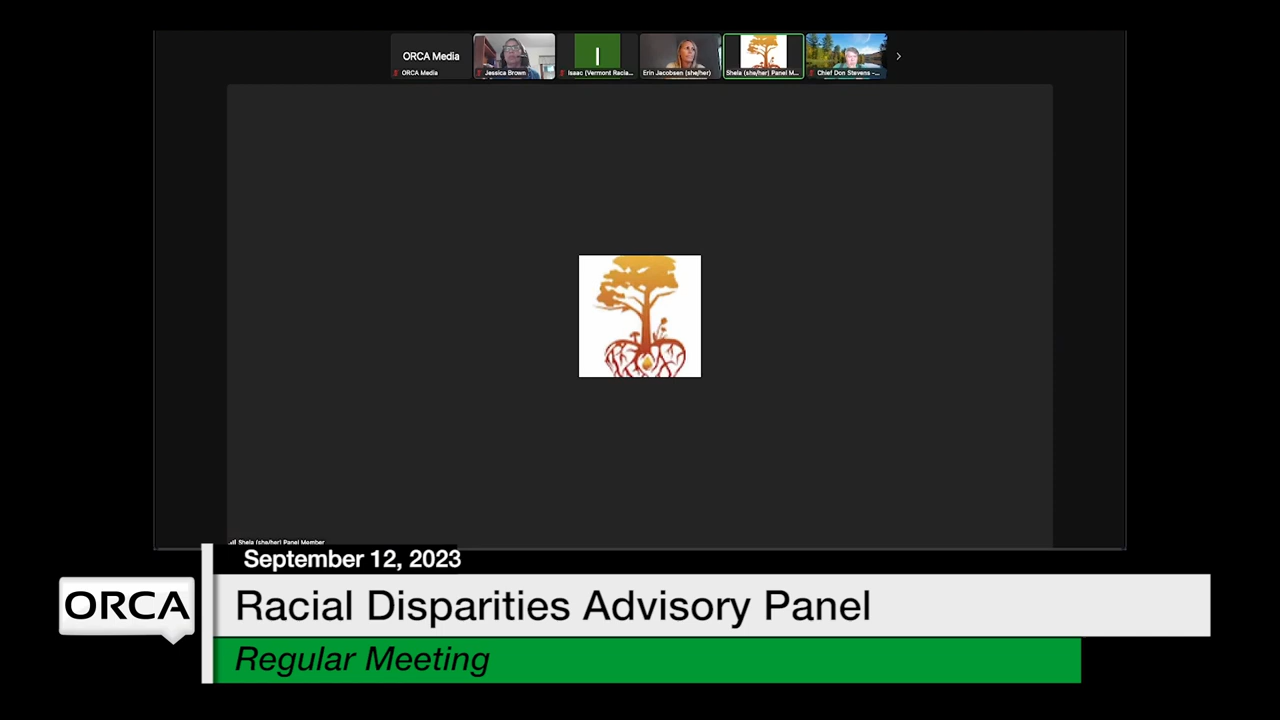 ORCA Media
ORCA Media
Jessica Brown
I
Isaac (Vermont Racia...
Erin Jacobsen (she/her)
Shela (she/her) Panel M...
Chief Don Stevens -...
Shela (she/her) Panel Member
September 12, 2023
ORCA
Racial Disparities Advisory Panel
Regular Meeting